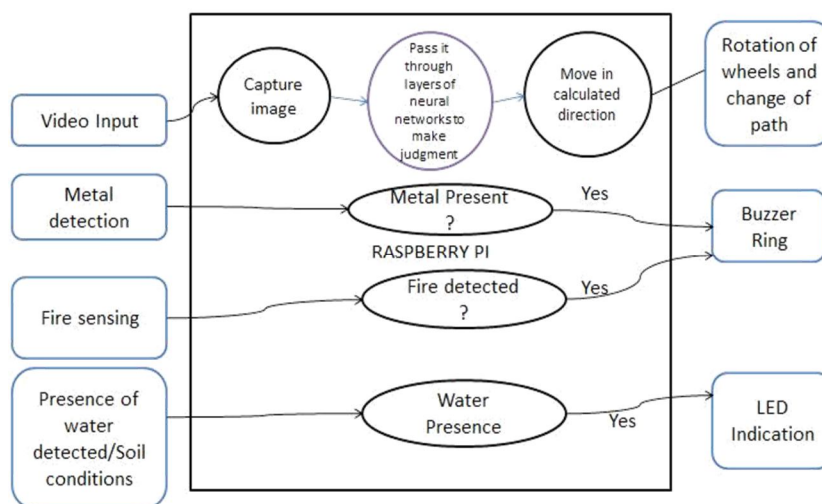 Video Input
Capture
image
Pass it
through
layers of
neural
networks to
make
judgment
Move in
calculated
direction
Rotation of
wheels and
change of
path
Metal
detection
Metal Present
?
Yes
Buzzer
Ring
RASPBERRY PI
Fire sensing
Fire detected
?
Yes
Presence of
water
detected/Soil
conditions
Water
Presence
Yes
LED
Indication